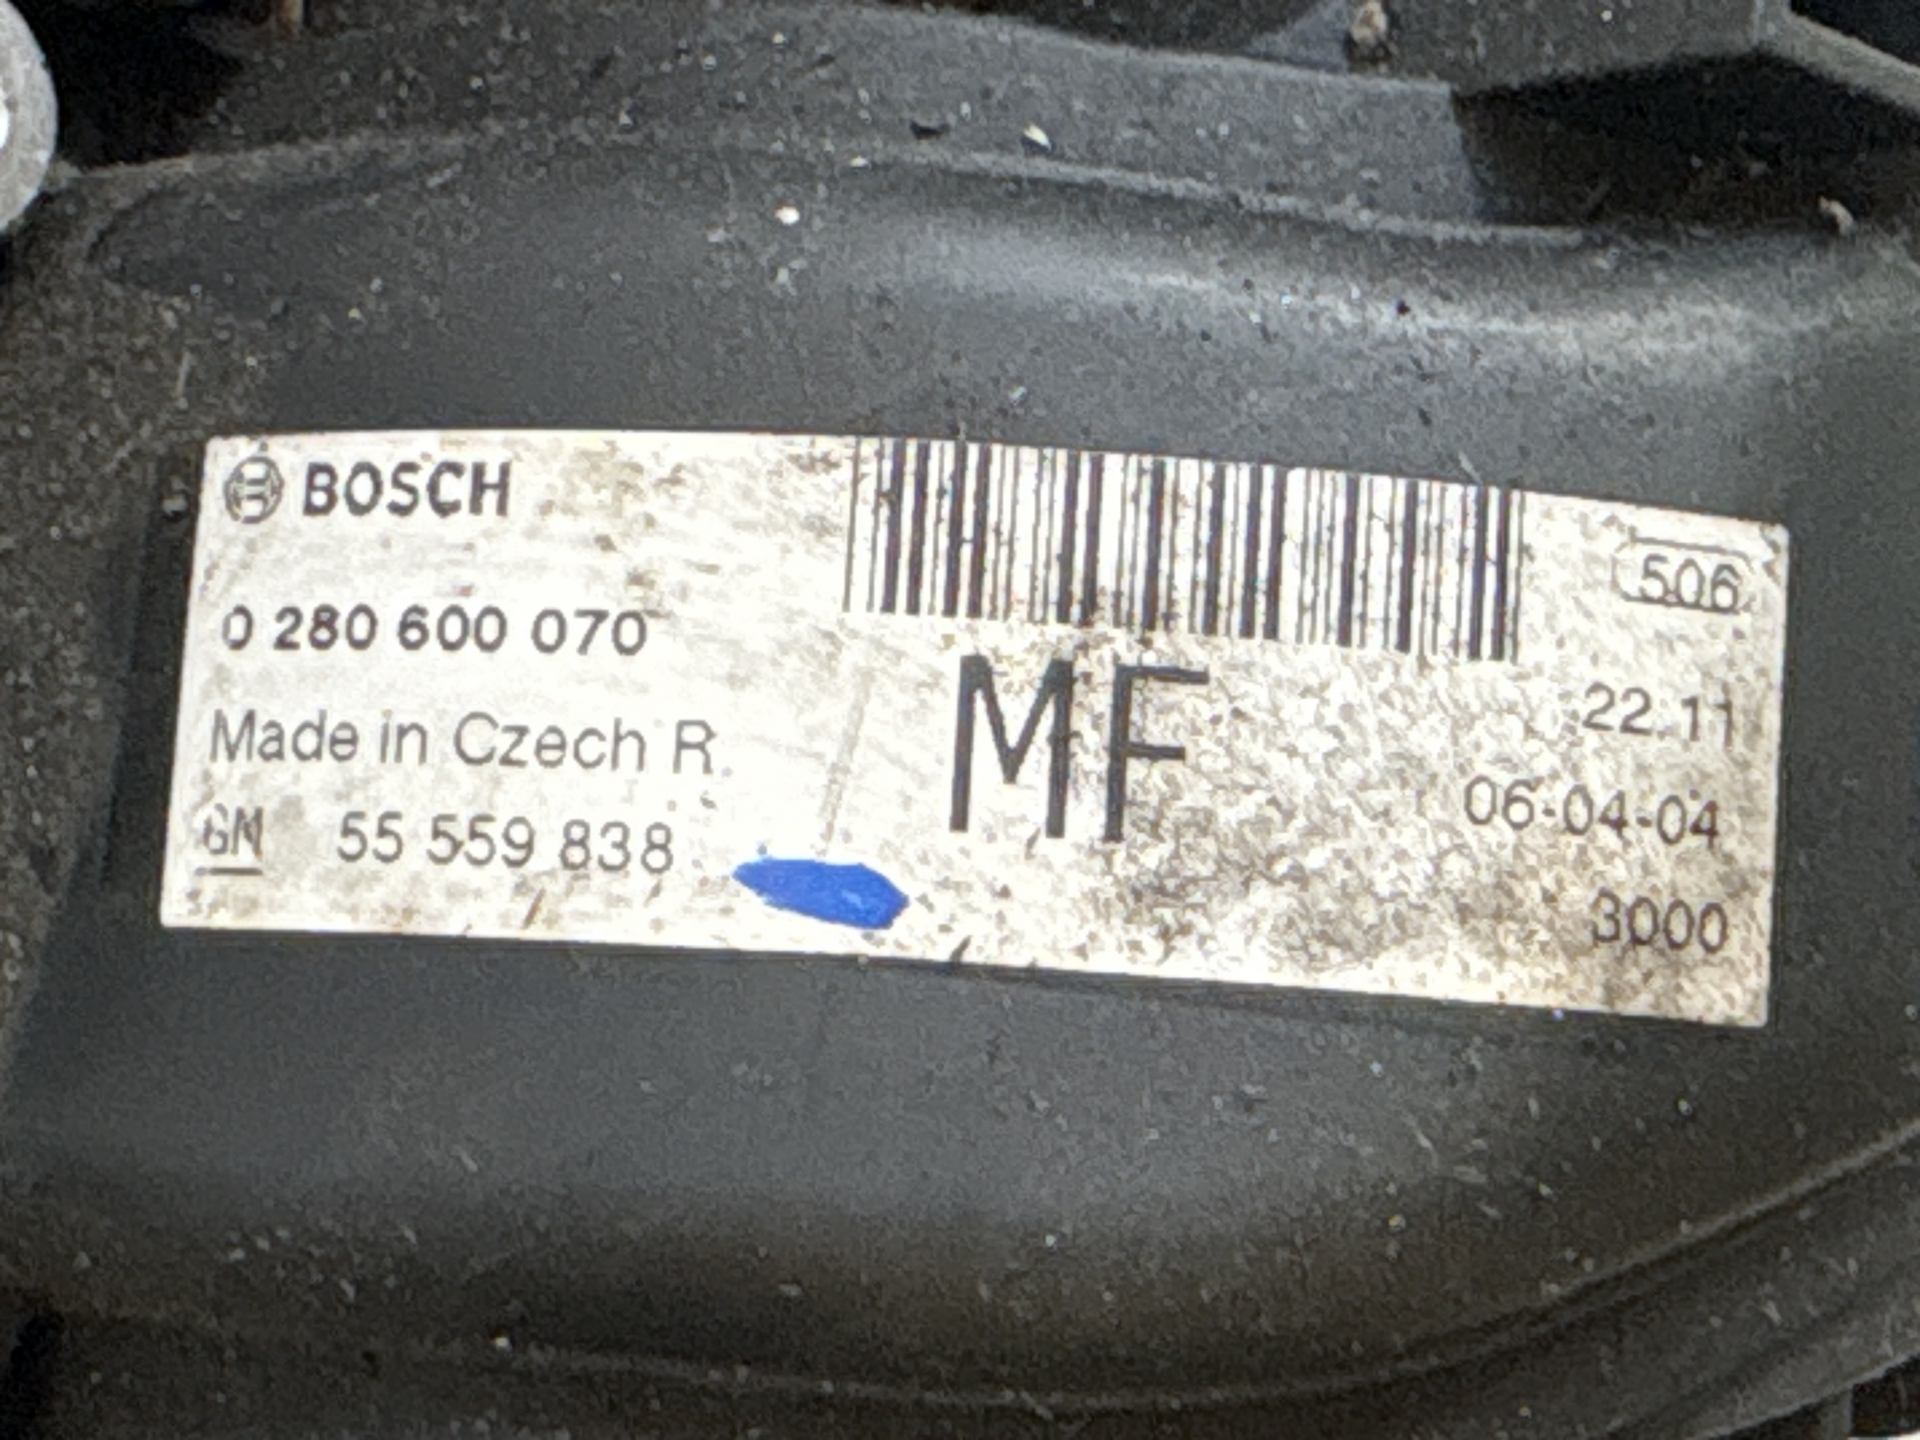 BOSCH
506
0 280 600 070
MF
22.11
Made in Czech R.
06-04-04
GM 55 559 838
3000